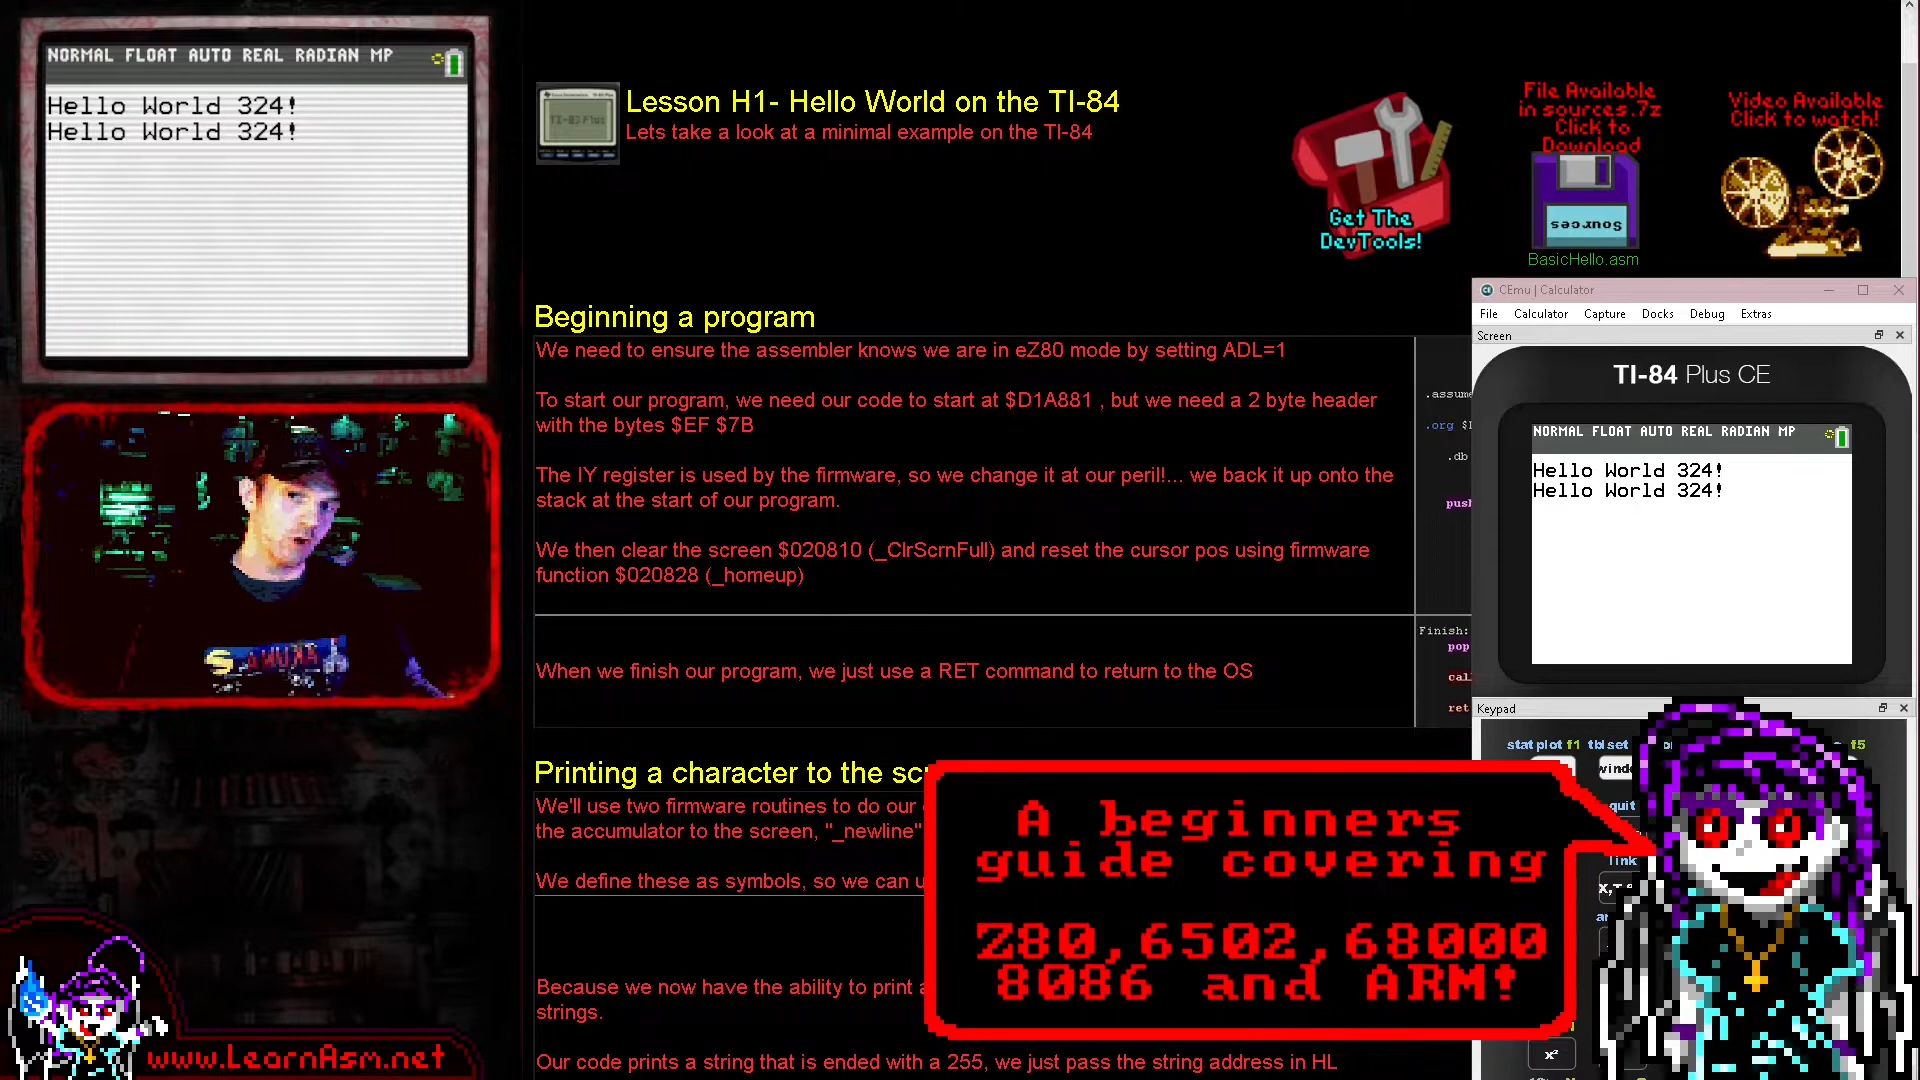 NORMAL FLOAT AUTO REAL RADIAN MP
Hello World 324!
Hello World 324!
Lesson H1- Hello World on the TI-84
Lets take a look at a minimal example on the TI-84
Get The
DevTools!
File Available
in sources.7z
Click to
Download
Sources
BasicHello.asm
Video Available
Click to watch!
Beginning a program
We need to ensure the assembler knows we are in eZ80 mode by setting ADL=1
To start our program, we need our code to start at $D1A881 , but we need a 2 byte header
with the bytes $EF $7B
The IY register is used by the firmware, so we change it at our peril!... we back it up onto the
stack at the start of our program.
We then clear the screen $020810 (_ClrScrnFull) and reset the cursor pos using firmware
function $020828 (_homeup)
.assume
.org
.db
push
When we finish our program, we just use a RET command to return to the OS
Finish:
pop
call
ret
Printing a character to the
We'll use two firmware routines to do our
the accumulator to the screen, "_newline"
We define these as symbols, so we can
Because we now have the ability to print
strings.
Our code prints a string that is ended with a 255, we just pass the string address in HL
CEmu | Calculator
File Calculator Capture Docks Debug Extras
Screen
TI-84 Plus CE
NORMAL FLOAT AUTO REAL RADIAN MP
Hello World 324!
Hello World 324!
Keypad
stat plot f1 tblset f5
quit
link
x²
A beginners
guide covering
Z80,6502,68000
8086 and ARM!
www.LearnAsm.net